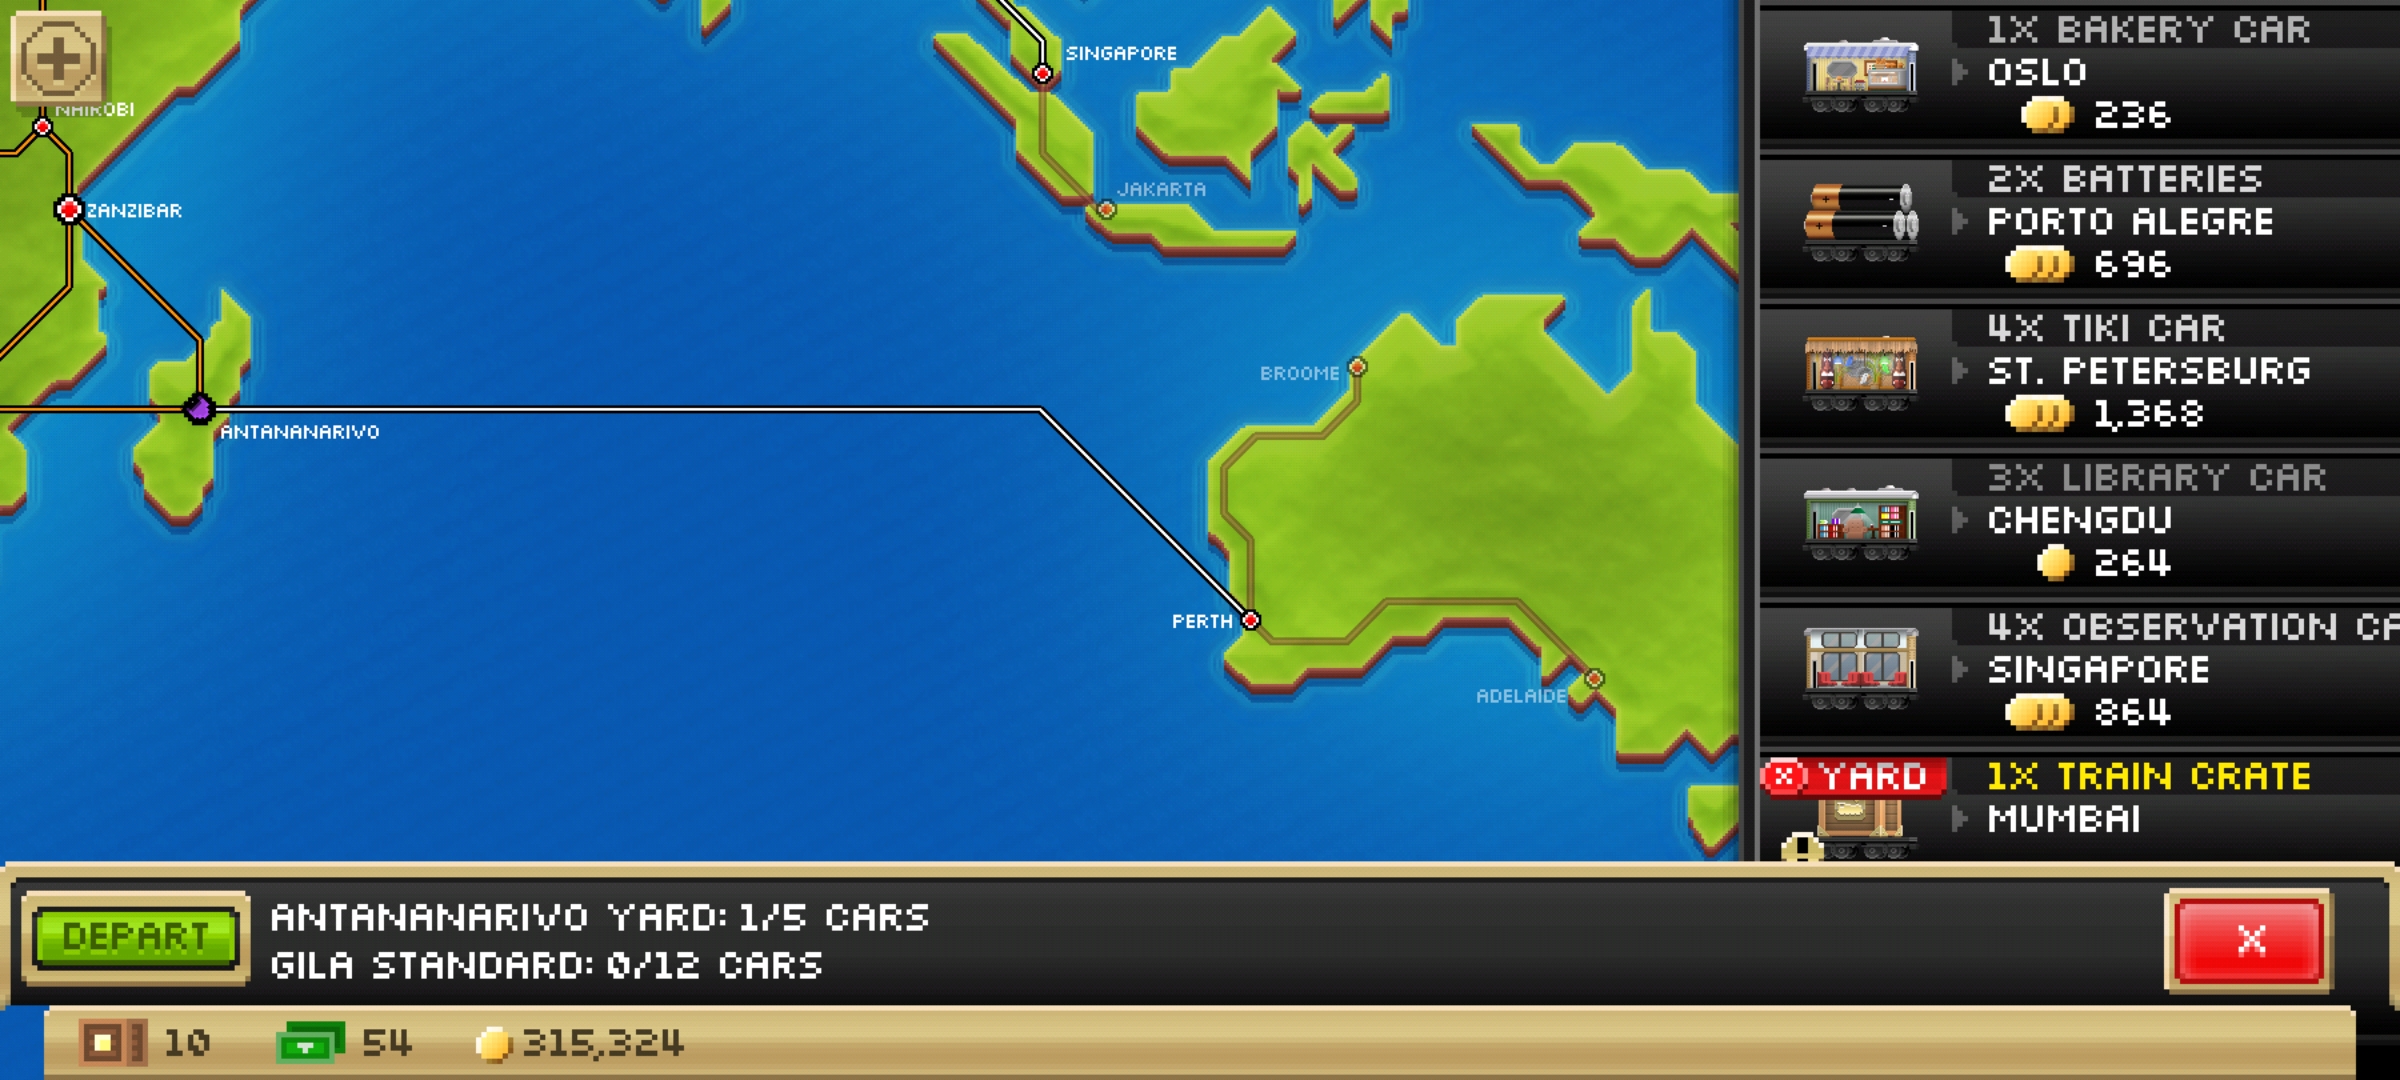 NAIROBI
ZANZIBAR
ANTANANARIVO
SINGAPORE
JAKARTA
BROOME
PERTH
ADELAIDE
1X BAKERY CAR
OSLO
236
2X BATTERIES
PORTO ALEGRE
696
4X TIKI CAR
ST. PETERSBURG
1,368
3X LIBRARY CAR
CHENGDU
264
4X OBSERVATION CA
SINGAPORE
864
X YARD
1X TRAIN CRATE
MUMBAI
DEPART
ANTANANARIVO YARD: 1/5 CARS
GILA STANDARD: 0/12 CARS
X
10
54
315,324